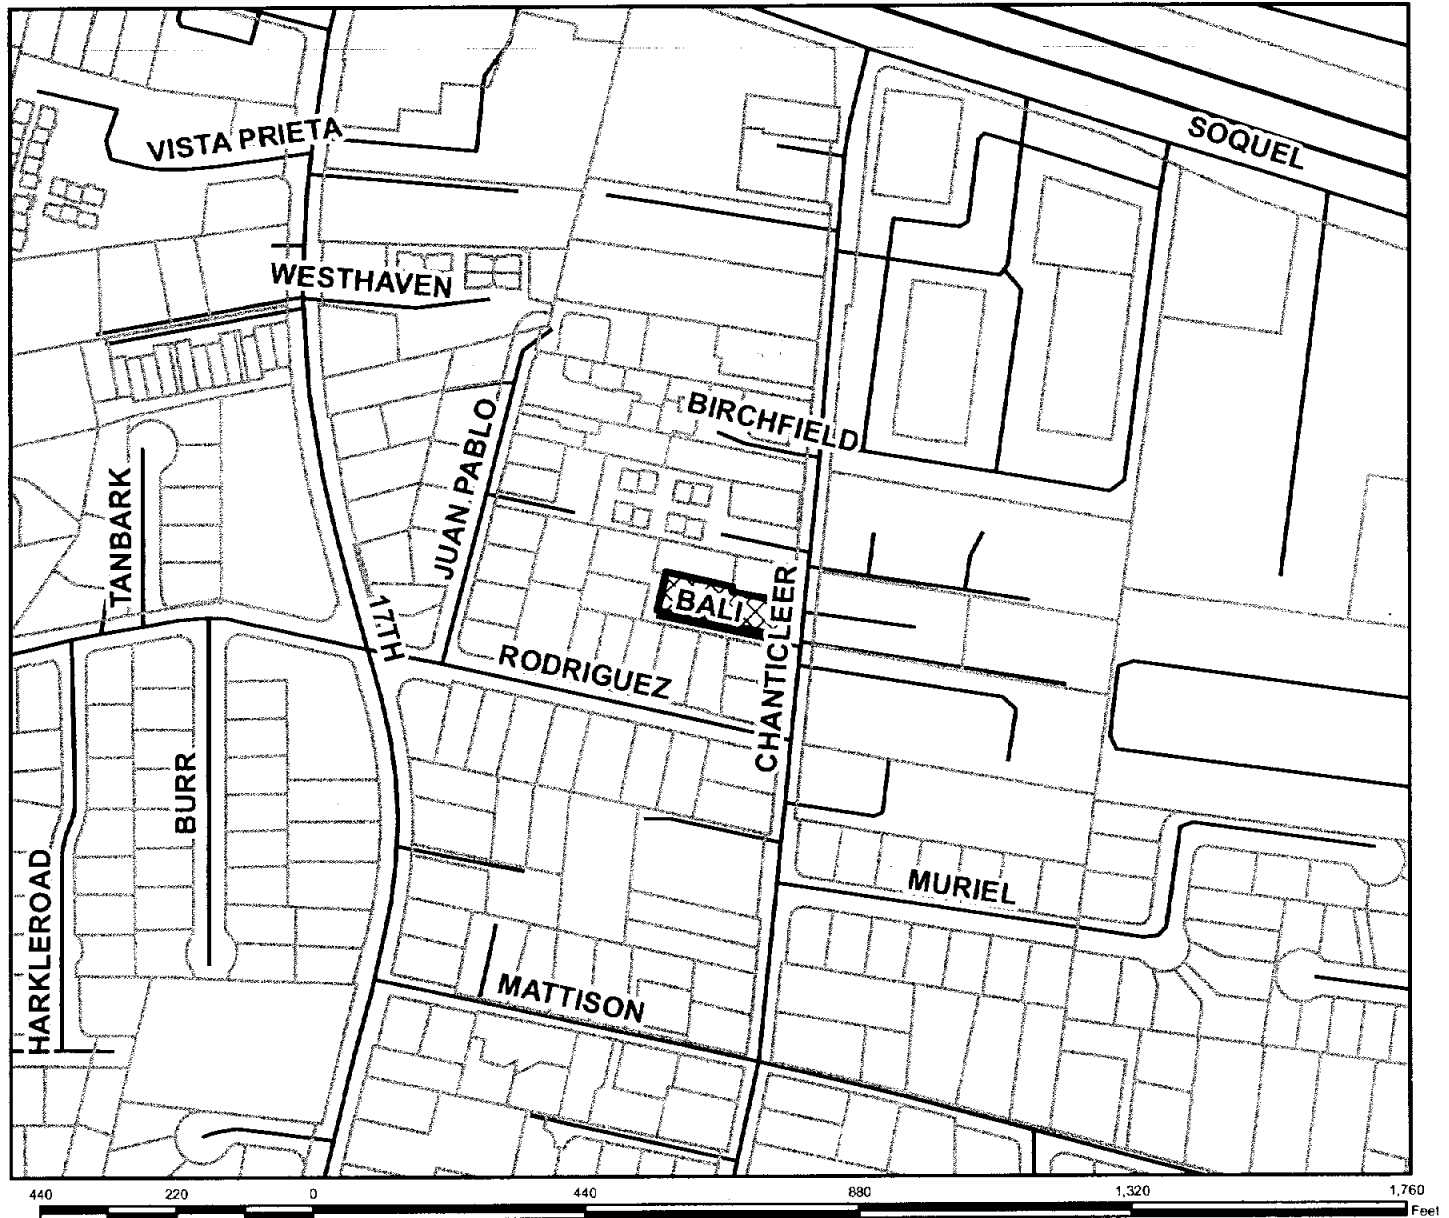 SOQUEL
VISTA PRIETA
WESTHAVEN
BIRCHFIELD
JUAN PABLO
TANBARK
17TH
BALI
CHANTICLEER
RODRIGUEZ
BURR
HARKLEROAD
MURIEL
MATTISON
440 220 0 440 880 1,320 1,760
Feet